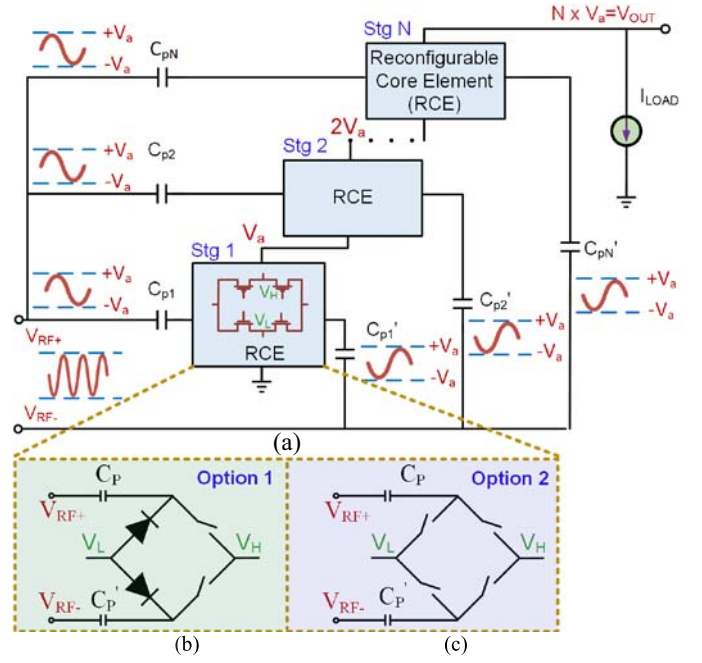 N x Va=VOUT
Stg N
+Va
-Va
CpN
Reconfigurable
Core Element
(RCE)
ILOAD
2Va
Stg 2
+Va
-Va
Cp2
RCE
Va
Stg 1
CpN'
+Va
-Va
Cp1
VH
VL
RCE
Cp2'
+Va
-Va
Cp1'
+Va
-Va
+Va
-Va
VRF+
VRF-
(a)
CP
Option 1
VRF+
VL
VH
VRF-
CP'
(b)
CP
Option 2
VRF+
VL
VH
VRF-
CP'
(c)